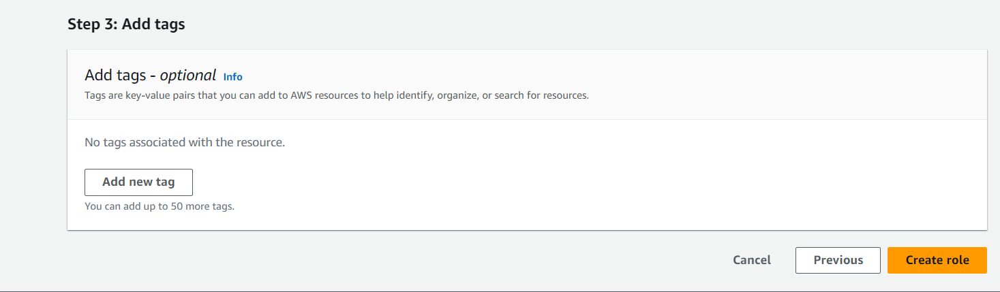 Step 3: Add tags
Add tags - optional Info
Tags are key-value pairs that you can add to AWS resources to help identify, organize, or search for resources.
No tags associated with the resource.
Add new tag
You can add up to 50 more tags.
Cancel Previous Create role